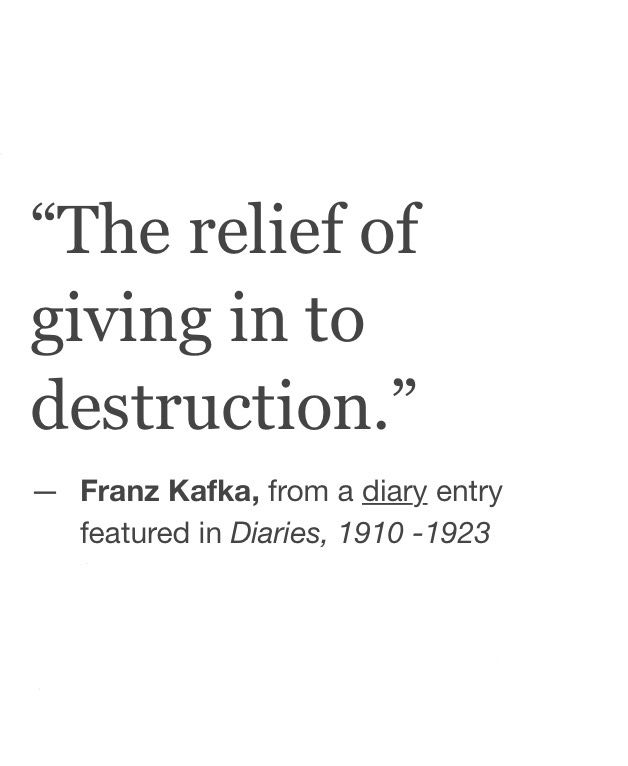 “The relief of
giving in to
destruction.”
— Franz Kafka, from a diary entry
featured in Diaries, 1910 -1923